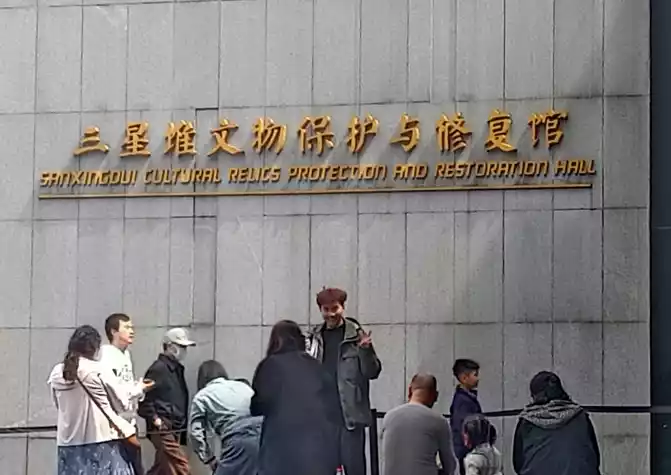 三星堆文物保护与修复馆
SANXINGDUI CULTURAL RELICS PROTECTION AND RESTORATION HALL